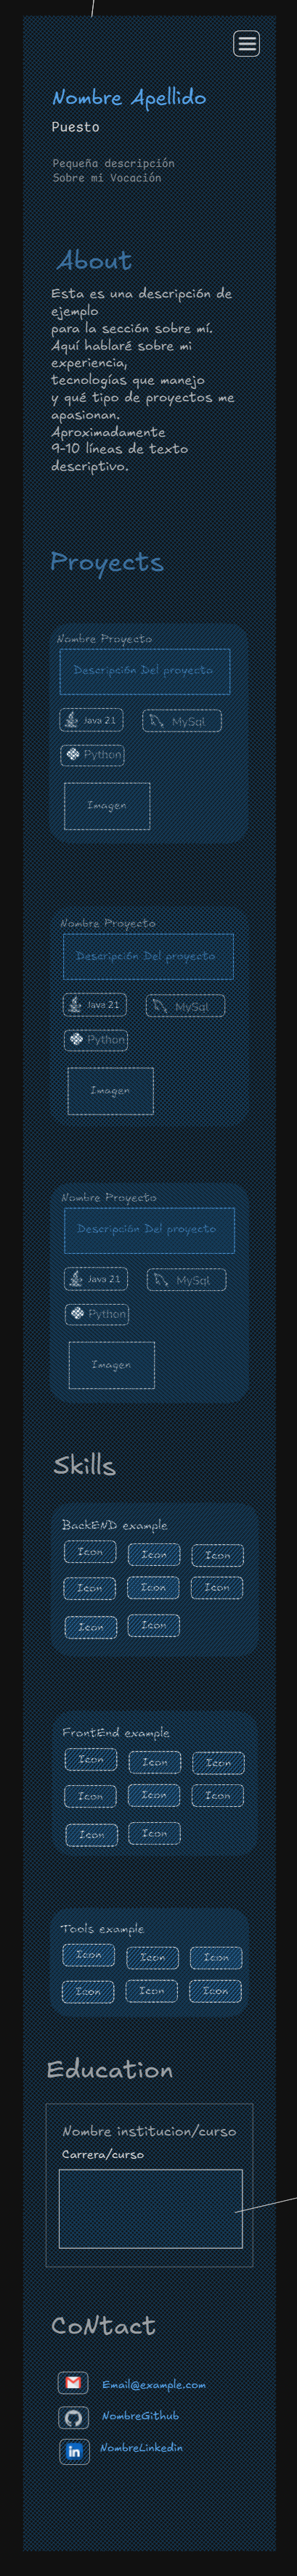 Nombre Apellido
Puesto
Pequeña descripción
Sobre mi Vocación
About
Esta es una descripción de
ejemplo
para la sección sobre mí.
Aquí hablaré sobre mi
experiencia,
tecnologías que manejo
y qué tipo de proyectos me
apasionan.
Aproximadamente
9-10 líneas de texto
descriptivo.
Proyects
Nombre Proyecto
Descripción Del proyecto
Java 21 MySql
Python
Imagen
Nombre Proyecto
Descripción Del proyecto
Java 21 MySql
Python
Imagen
Nombre Proyecto
Descripción Del proyecto
Java 21 MySql
Python
Imagen
Skills
BackEND example
Icon Icon Icon
Icon Icon Icon
Icon Icon
FrontEnd example
Icon Icon Icon
Icon Icon Icon
Icon Icon
Tools example
Icon Icon Icon
Icon Icon Icon
Education
Nombre institucion/curso
Carrera/curso
CoNtact
Email@example.com
NombreGithub
in NombreLinkedin